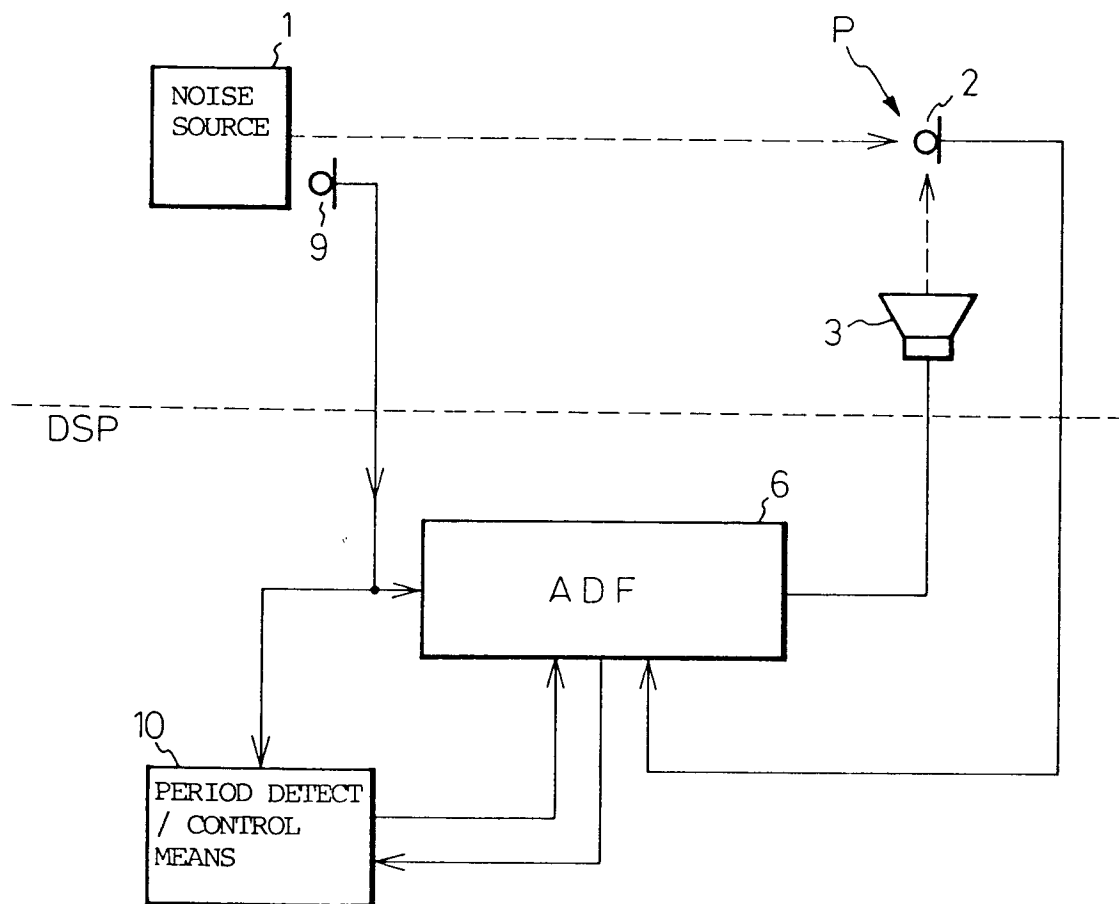 1
P
NOISE
SOURCE
2
9
3
DSP
6
ADF
10
PERIOD DETECT
/ CONTROL
MEANS